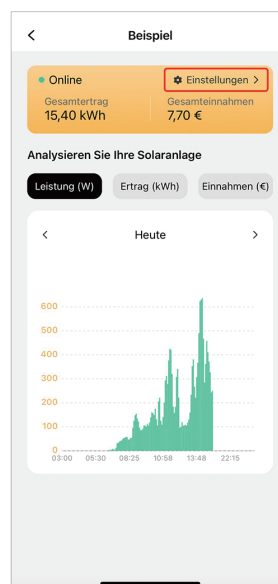 Beispiel
Online
Einstellungen
Gesamtertrag
Gesamteinnahmen
15,40 kWh
7,70 €
Analysieren Sie Ihre Solaranlage
Leistung (W)
Ertrag (kWh)
Einnahmen (€)
Heute
600
500
400
300
200
100
0
03:00 05:30 08:25 10:58 13:48 22:15